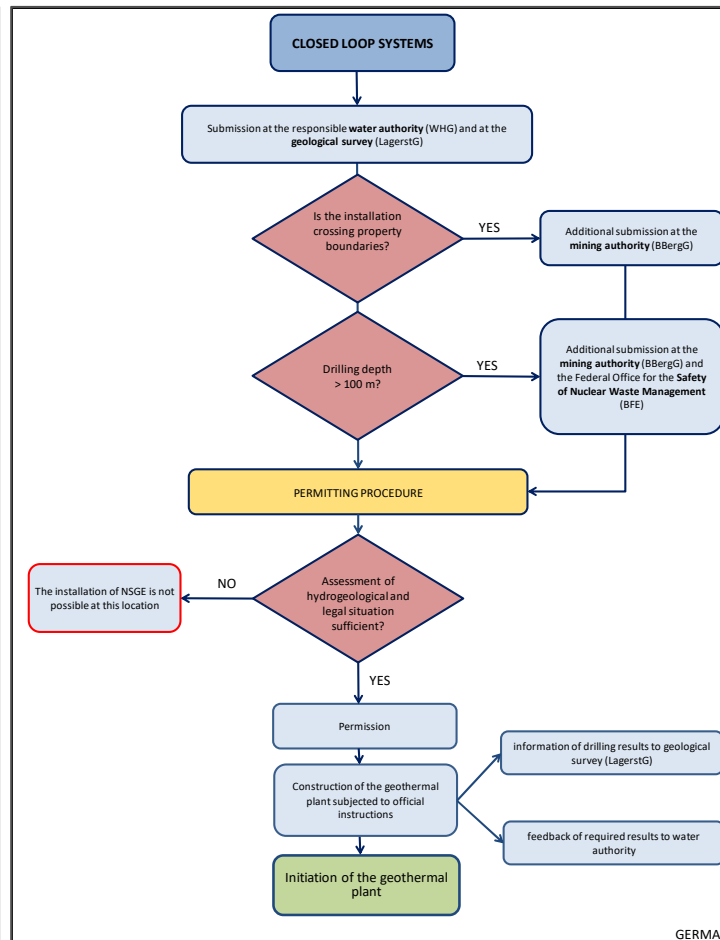 CLOSED LOOP SYSTEMS
Submission at the responsible water authority (WHG) and at the
geological survey (LagerstG)
Is the installation
crossing property
boundaries?
YES
Additional submission at the
mining authority (BBergG)
Drilling depth
> 100 m?
YES
Additional submission at the
mining authority (BBergG) and
the Federal Office for the Safety
of Nuclear Waste Management
(BFE)
PERMITTING PROCEDURE
Assessment of
hydrogeological and
legal situation
sufficient?
NO
The installation of NSGE is not
possible at this location
YES
Permission
Construction of the geothermal
plant subjected to official
instructions
information of drilling results to geological
survey (LagerstG)
feedback of required results to water
authority
Initiation of the geothermal
plant
GERMA